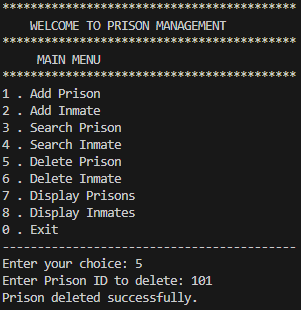 ******************************************
WELCOME TO PRISON MANAGEMENT
******************************************
MAIN MENU
******************************************
1 . Add Prison
2 . Add Inmate
3 . Search Prison
4 . Search Inmate
5 . Delete Prison
6 . Delete Inmate
7 . Display Prisons
8 . Display Inmates
0 . Exit
------------------------------------------
Enter your choice: 5
Enter Prison ID to delete: 101
Prison deleted successfully.